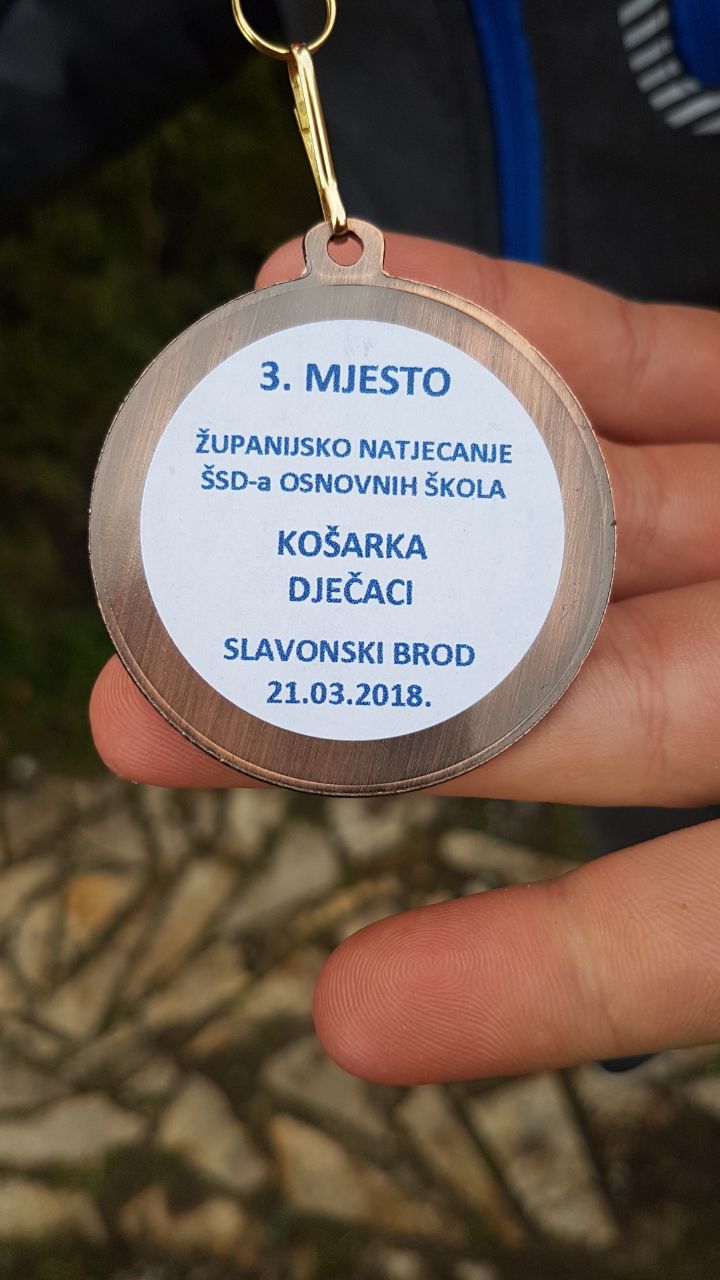 3. MJESTO
ŽUPANIJSKO NATJECANJE
ŠSD-a OSNOVNIH ŠKOLA
KOŠARKA
DJEČACI
SLAVONSKI BROD
21.03.2018.